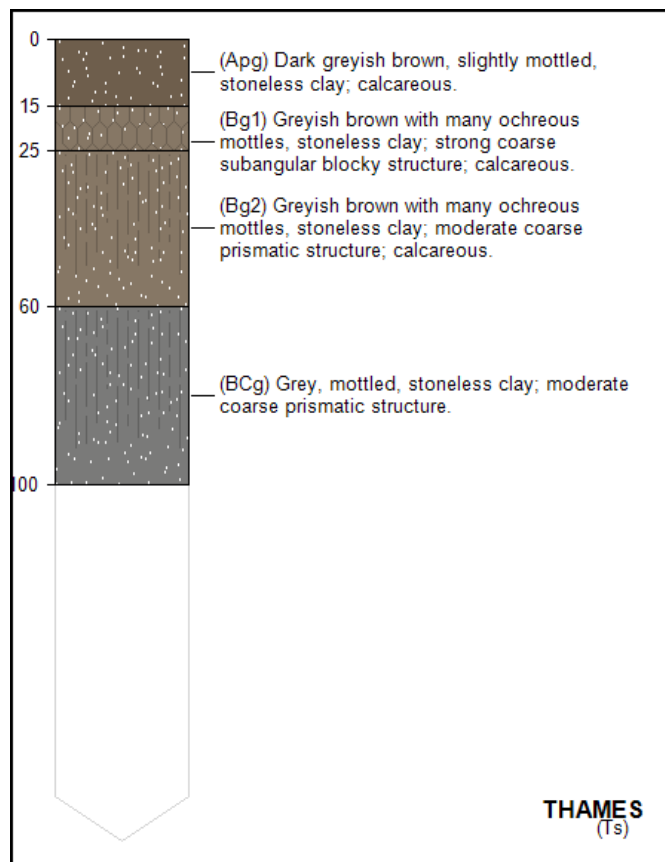 0
(Apg) Dark greyish brown, slightly mottled,
stoneless clay; calcareous.
15
(Bg1) Greyish brown with many ochreous
mottles, stoneless clay; strong coarse
subangular blocky structure; calcareous.
25
(Bg2) Greyish brown with many ochreous
mottles, stoneless clay; moderate coarse
prismatic structure; calcareous.
60
(BCg) Grey, mottled, stoneless clay; moderate
coarse prismatic structure.
100
THAMES
(Ts)